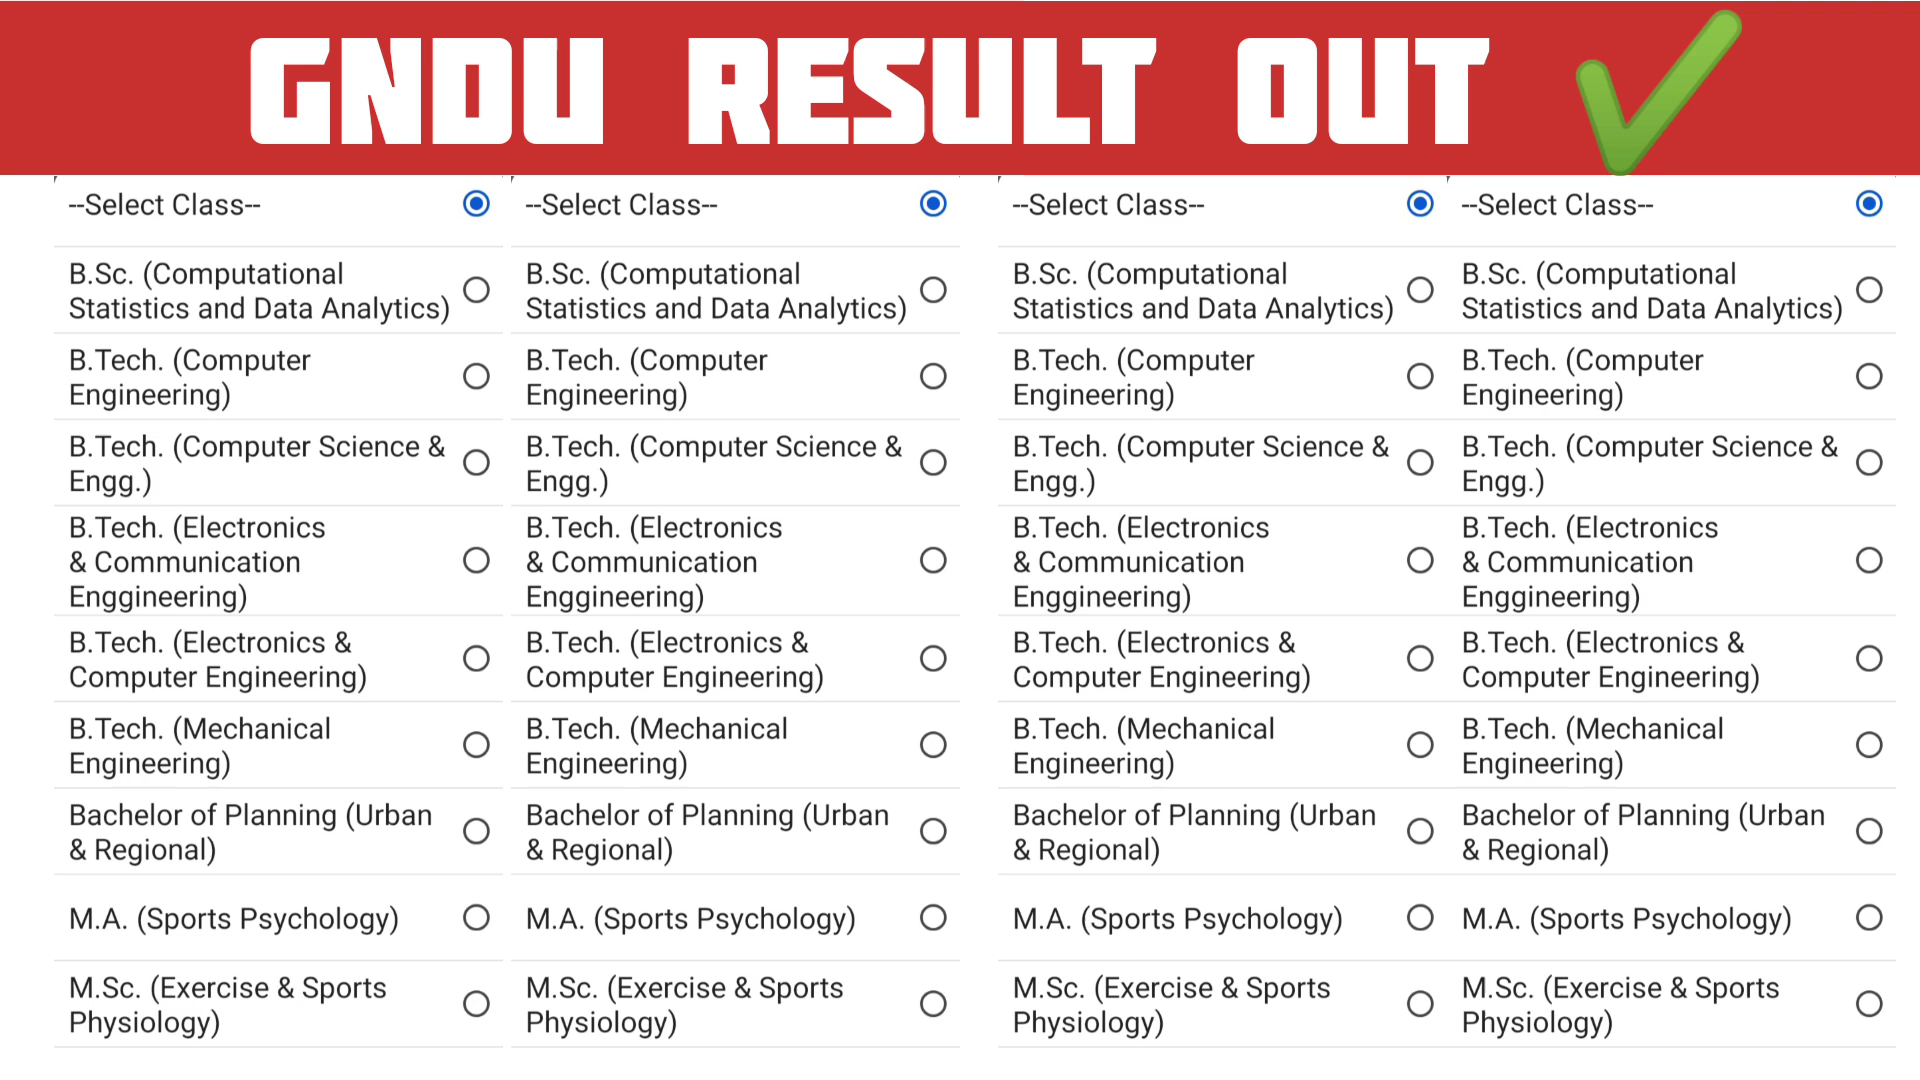 GNDU RESULT OUT
--Select Class--
B.Sc. (Computational
Statistics and Data Analytics)
B.Tech. (Computer
Engineering)
B.Tech. (Computer Science &
Engg.)
B.Tech. (Electronics
& Communication
Enggineering)
B.Tech. (Electronics &
Computer Engineering)
B.Tech. (Mechanical
Engineering)
Bachelor of Planning (Urban
& Regional)
M.A. (Sports Psychology)
M.Sc. (Exercise & Sports
Physiology)
--Select Class--
B.Sc. (Computational
Statistics and Data Analytics)
B.Tech. (Computer
Engineering)
B.Tech. (Computer Science &
Engg.)
B.Tech. (Electronics
& Communication
Enggineering)
B.Tech. (Electronics &
Computer Engineering)
B.Tech. (Mechanical
Engineering)
Bachelor of Planning (Urban
& Regional)
M.A. (Sports Psychology)
M.Sc. (Exercise & Sports
Physiology)
--Select Class--
B.Sc. (Computational
Statistics and Data Analytics)
B.Tech. (Computer
Engineering)
B.Tech. (Computer Science &
Engg.)
B.Tech. (Electronics
& Communication
Enggineering)
B.Tech. (Electronics &
Computer Engineering)
B.Tech. (Mechanical
Engineering)
Bachelor of Planning (Urban
& Regional)
M.A. (Sports Psychology)
M.Sc. (Exercise & Sports
Physiology)
--Select Class--
B.Sc. (Computational
Statistics and Data Analytics)
B.Tech. (Computer
Engineering)
B.Tech. (Computer Science &
Engg.)
B.Tech. (Electronics
& Communication
Enggineering)
B.Tech. (Electronics &
Computer Engineering)
B.Tech. (Mechanical
Engineering)
Bachelor of Planning (Urban
& Regional)
M.A. (Sports Psychology)
M.Sc. (Exercise & Sports
Physiology)